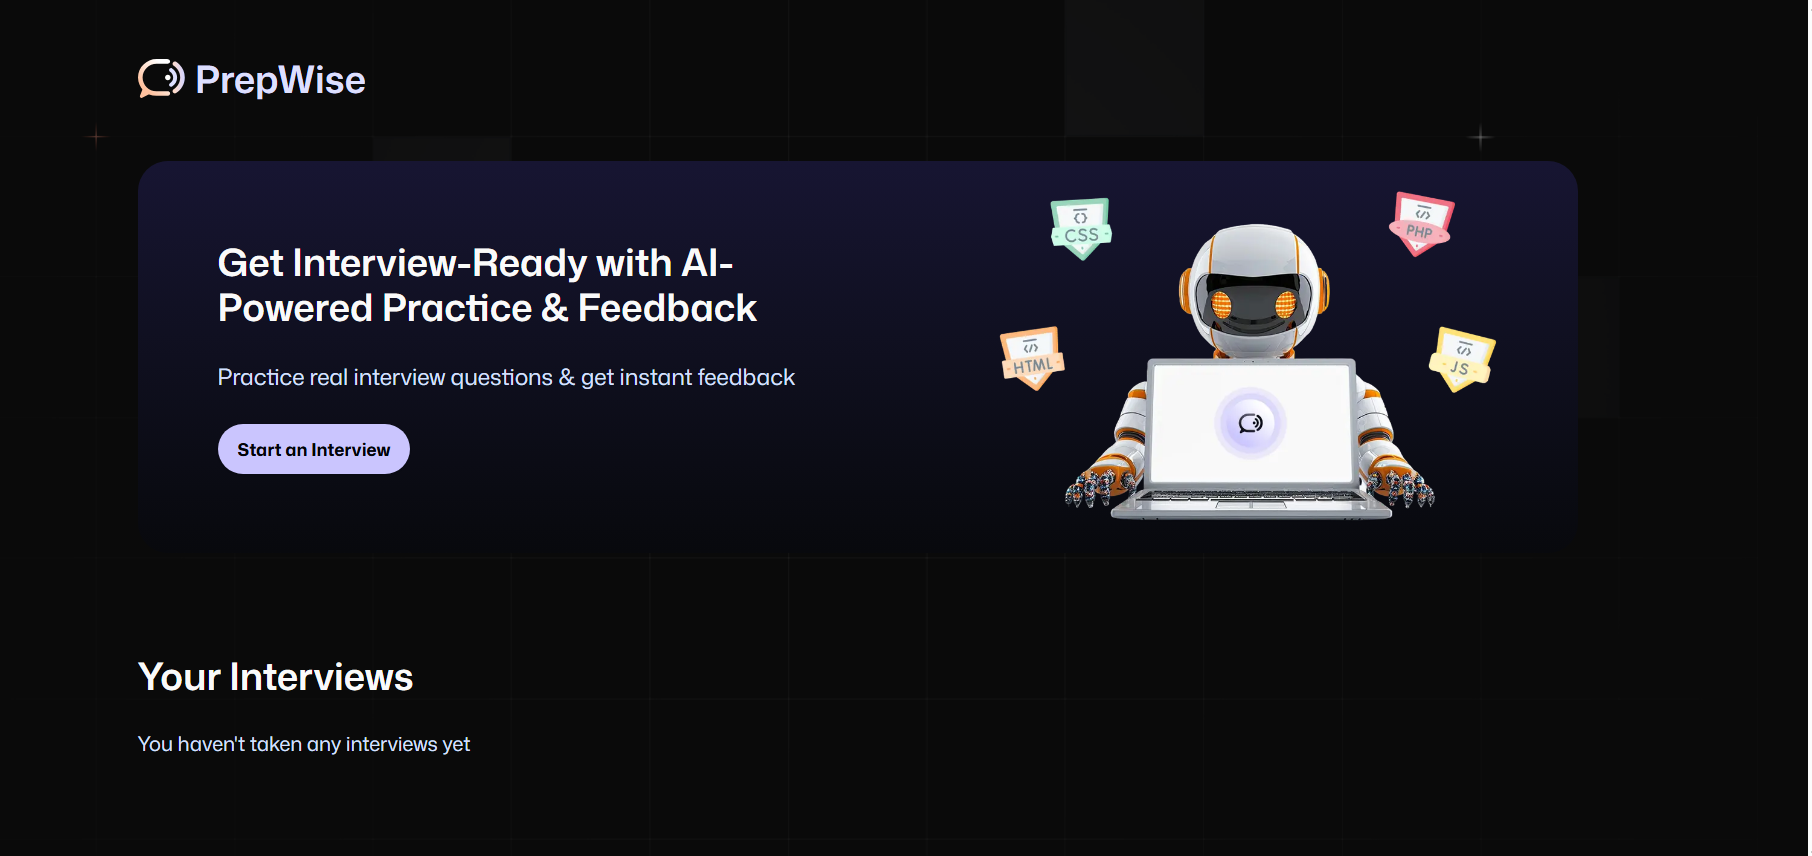 PrepWise
Get Interview-Ready with AI-
Powered Practice & Feedback
Practice real interview questions & get instant feedback
Start an Interview
CSS
PHP
HTML
JS
Your Interviews
You haven't taken any interviews yet